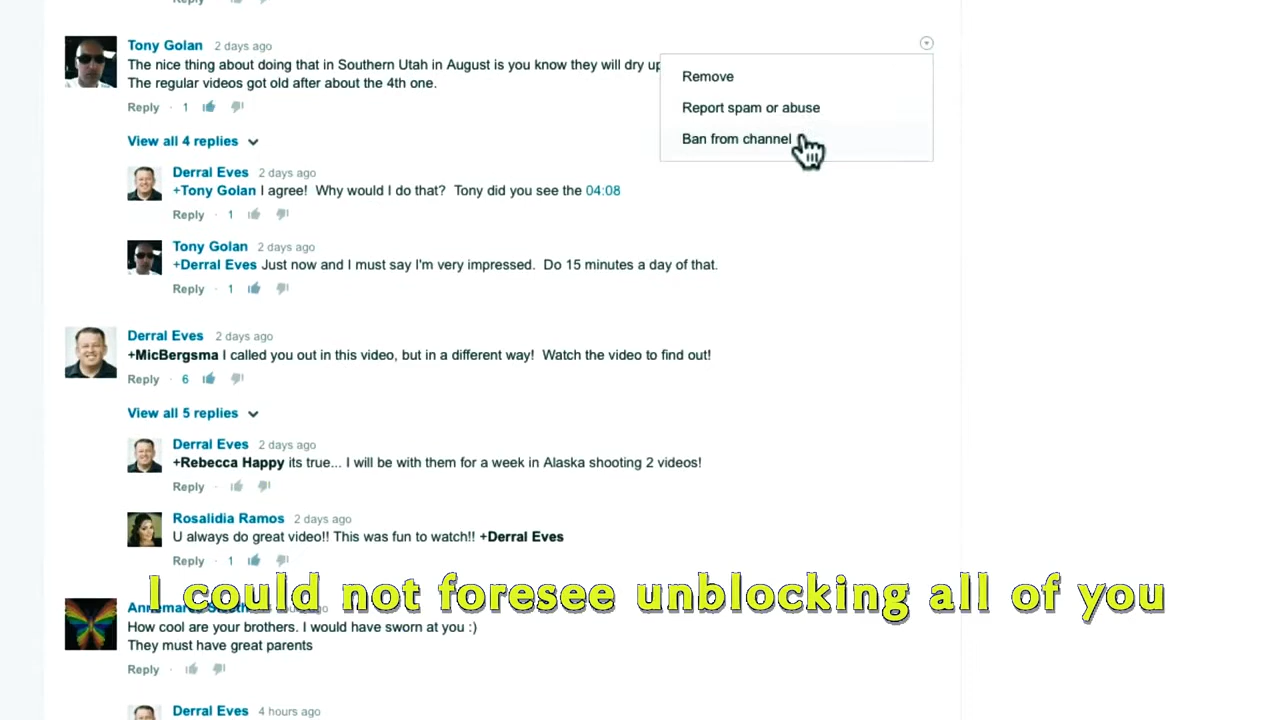 Reply
Tony Golan 2 days ago
The nice thing about doing that in Southern Utah in August is you know they will dry up
The regular videos got old after about the 4th one.
Remove
Report spam or abuse
Ban from channel
Reply · 1
View all 4 replies
Derral Eves 2 days ago
+Tony Golan I agree! Why would I do that? Tony did you see the 04:08
Reply · 1
Tony Golan 2 days ago
+Derral Eves Just now and I must say I'm very impressed. Do 15 minutes a day of that.
Reply · 1
Derral Eves 2 days ago
+MicBergsma I called you out in this video, but in a different way! Watch the video to find out!
Reply · 6
View all 5 replies
Derral Eves 2 days ago
+Rebecca Happy its true... I will be with them for a week in Alaska shooting 2 videos!
Reply ·
Rosalidia Ramos 2 days ago
U always do great video!! This was fun to watch!! +Derral Eves
Reply · 1
I could not foresee unblocking all of you
How cool are your brothers. I would have sworn at you :)
They must have great parents
Reply ·
Derral Eves 4 hours ago